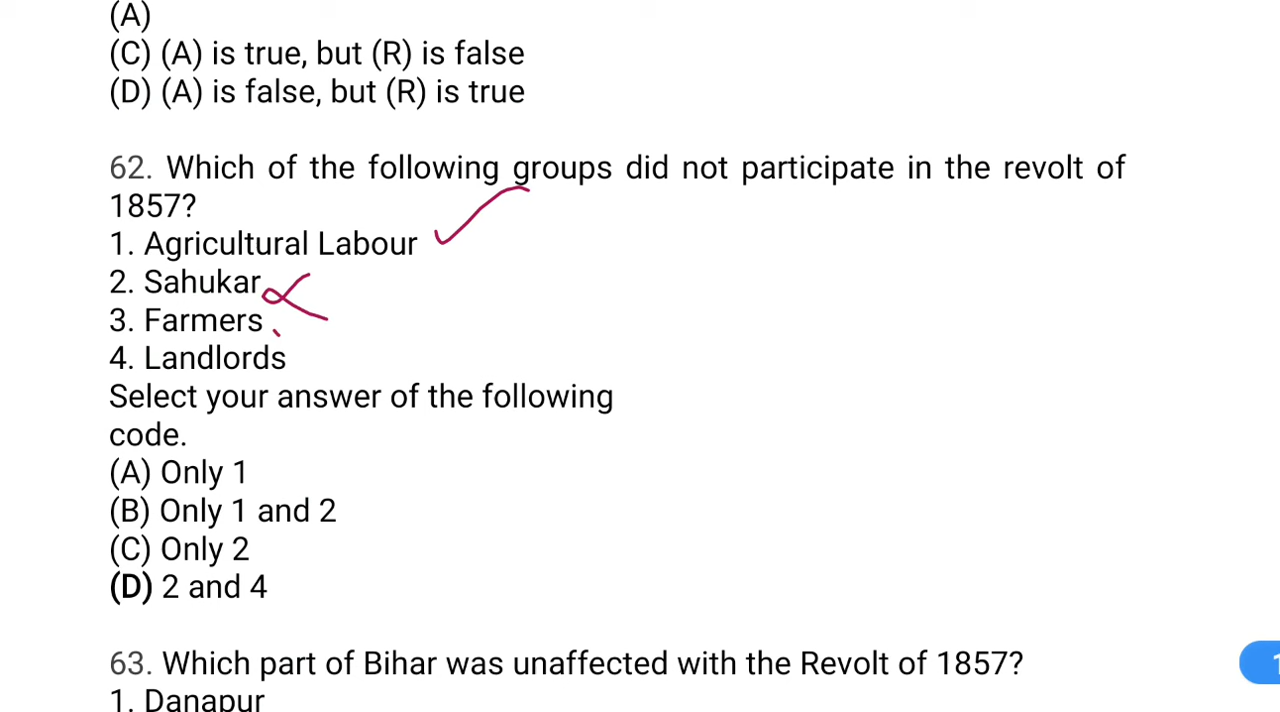 (A)
(C) (A) is true, but (R) is false
(D) (A) is false, but (R) is true
62. Which of the following groups did not participate in the revolt of
1857?
1. Agricultural Labour
2. Sahukar
3. Farmers
4. Landlords
Select your answer of the following
code.
(A) Only 1
(B) Only 1 and 2
(C) Only 2
(D) 2 and 4
63. Which part of Bihar was unaffected with the Revolt of 1857?
1. Danapur